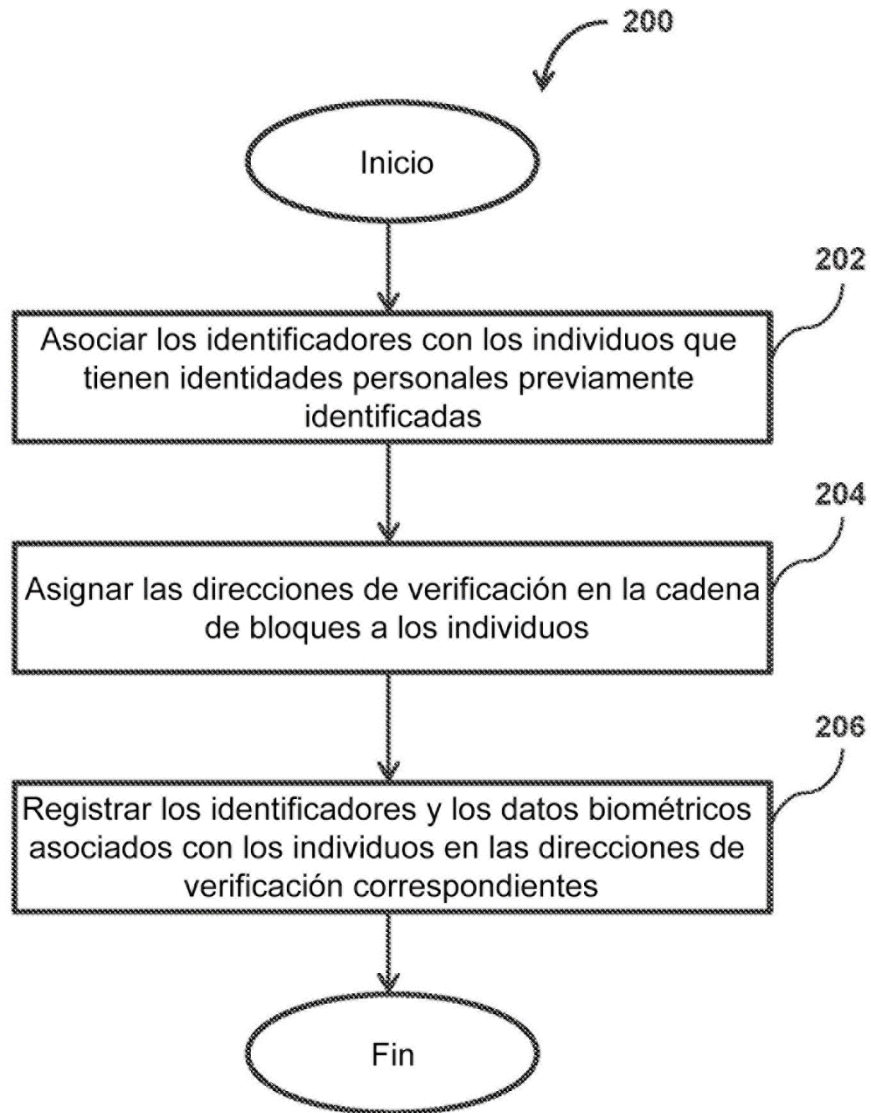 200
Inicio
202
Asociar los identificadores con los individuos que
tienen identidades personales previamente
identificadas
204
Asignar las direcciones de verificación en la cadena
de bloques a los individuos
206
Registrar los identificadores y los datos biométricos
asociados con los individuos en las direcciones de
verificación correspondientes
Fin